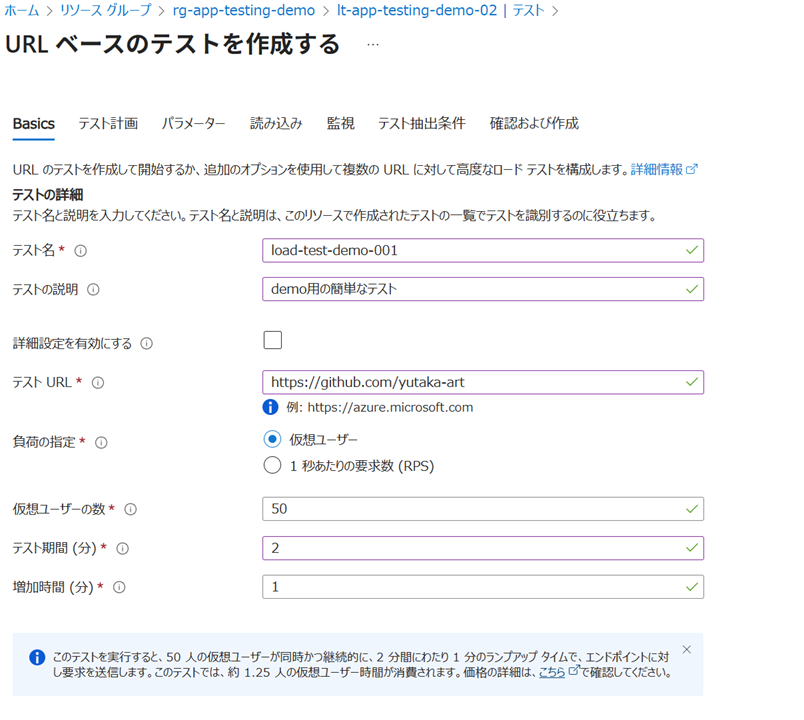 ホーム > リソース グループ > rg-app-testing-demo > lt-app-testing-demo-02 | テスト >
URL ベースのテストを作成する ...
Basics テスト計画 パラメーター 読み込み 監視 テスト抽出条件 確認および作成
URL のテストを作成して開始するか、追加のオプションを使用して複数の URL に対して高度なロード テストを構成します。詳細情報
テストの詳細
テスト名と説明を入力してください。テスト名と説明は、このリソースで作成されたテストの一覧でテストを識別するのに役立ちます。
テスト名 * load-test-demo-001
テストの説明 demo用の簡単なテスト
詳細設定を有効にする
テスト URL * https://github.com/yutaka-art
例: https://azure.microsoft.com
負荷の指定 * 仮想ユーザー
1 秒あたりの要求数 (RPS)
仮想ユーザーの数 * 50
テスト期間 (分) * 2
増加時間 (分) * 1
このテストを実行すると、50 人の仮想ユーザーが同時かつ継続的に、2 分間にわたり 1 分のランプアップ タイムで、エンドポイントに対
し要求を送信します。このテストでは、約 1.25 人の仮想ユーザー時間が消費されます。価格の詳細は、こちら で確認してください。